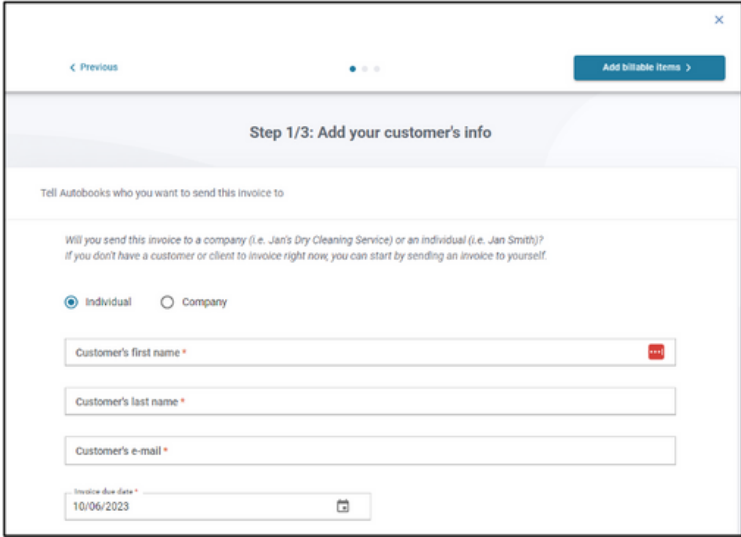 Previous
Add billable items
Step 1/3: Add your customer's info
Tell Autobooks who you want to send this invoice to
Will you send this invoice to a company (i.e. Jan's Dry Cleaning Service) or an individual (i.e. Jan Smith)?
If you don't have a customer or client to invoice right now, you can start by sending an invoice to yourself.
Individual Company
Customer's first name *
Customer's last name *
Customer's e-mail *
Invoice due date *
10/06/2023